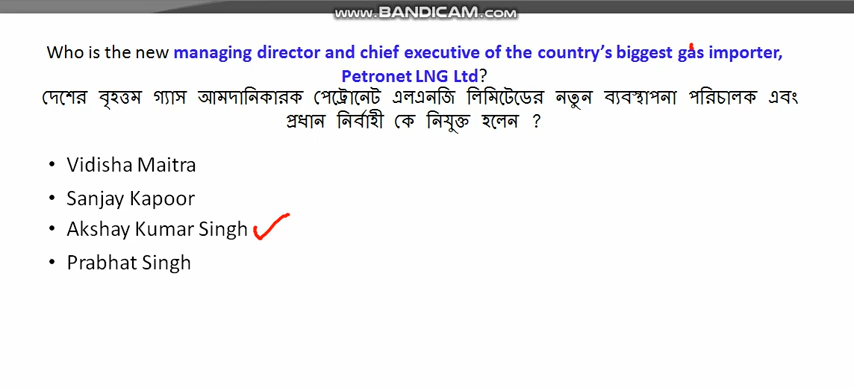 www.BANDICAM.com
Who is the new managing director and chief executive of the country's biggest gas importer,
Petronet LNG Ltd?
দেশের বৃহত্তম গ্যাস আমদানিকারক পেট্রোনেট এলএনজি লিমিটেডের নতুন ব্যবস্থাপনা পরিচালক এবং
প্রধান নির্বাহী কে নিযুক্ত হলেন ?
• Vidisha Maitra
• Sanjay Kapoor
• Akshay Kumar Singh
• Prabhat Singh